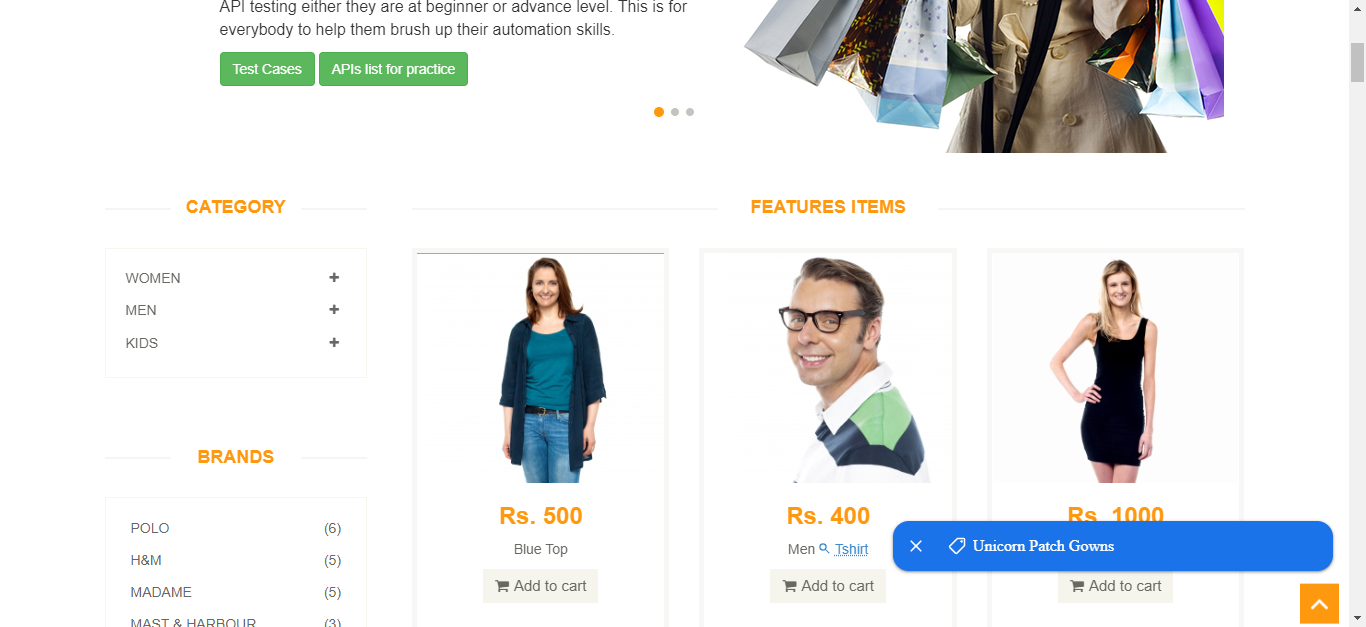 API testing either they are at beginner or advance level. This is for
everybody to help them brush up their automation skills.
Test Cases
APIs list for practice
CATEGORY
WOMEN
MEN
KIDS
BRANDS
POLO (6)
H&M (5)
MADAME (5)
MAST & HARBOUR (3)
FEATURES ITEMS
Rs. 500
Blue Top
Add to cart
Rs. 400
Men Tshirt
Add to cart
Rs. 1000
Add to cart
Unicorn Patch Gowns